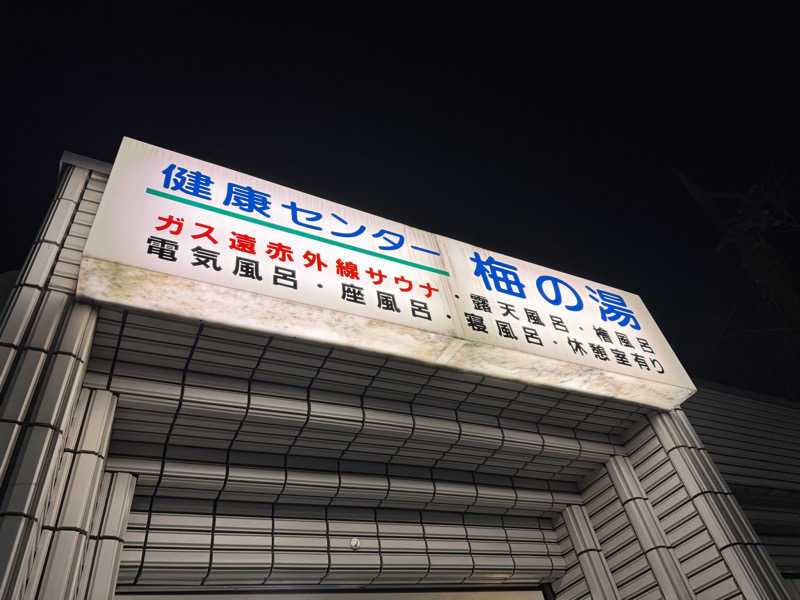 健康センター 梅の湯
ガス遠赤外線サウナ・露天風呂・檜風呂
電気風呂・座風呂・寝風呂・休憩室有り